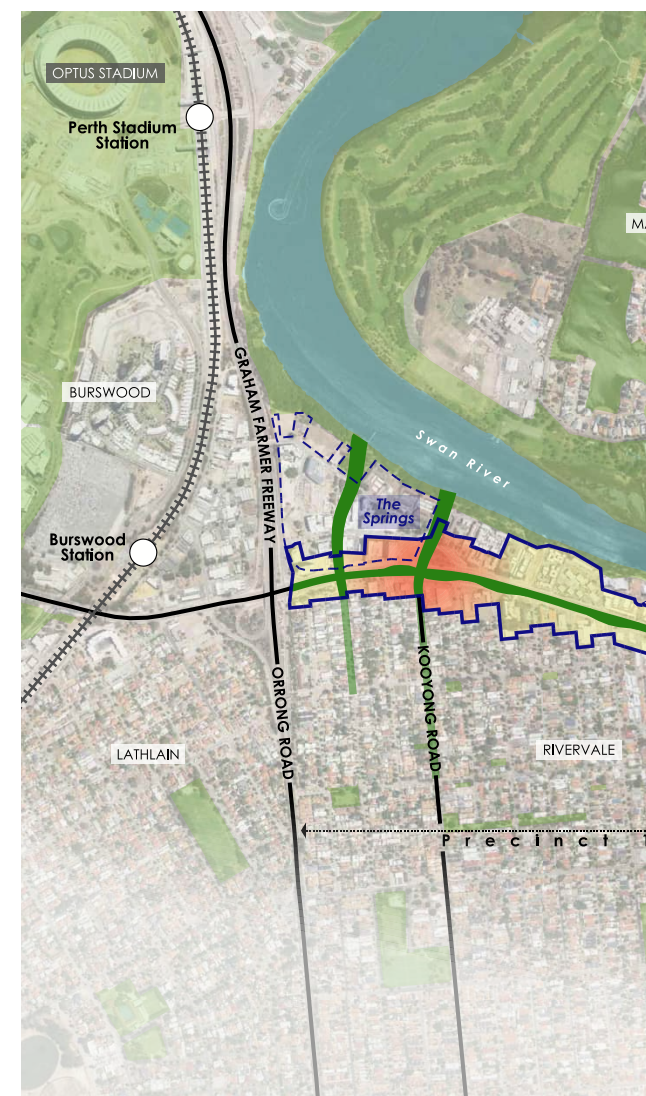 OPTUS STADIUM
Perth Stadium
Station
BURSWOOD
GRAHAM FARMER FREEWAY
Swan River
The
Springs
Burswood
Station
ORRONG ROAD
KOOYONG ROAD
LATHLAIN
RIVERVALE
Precinct